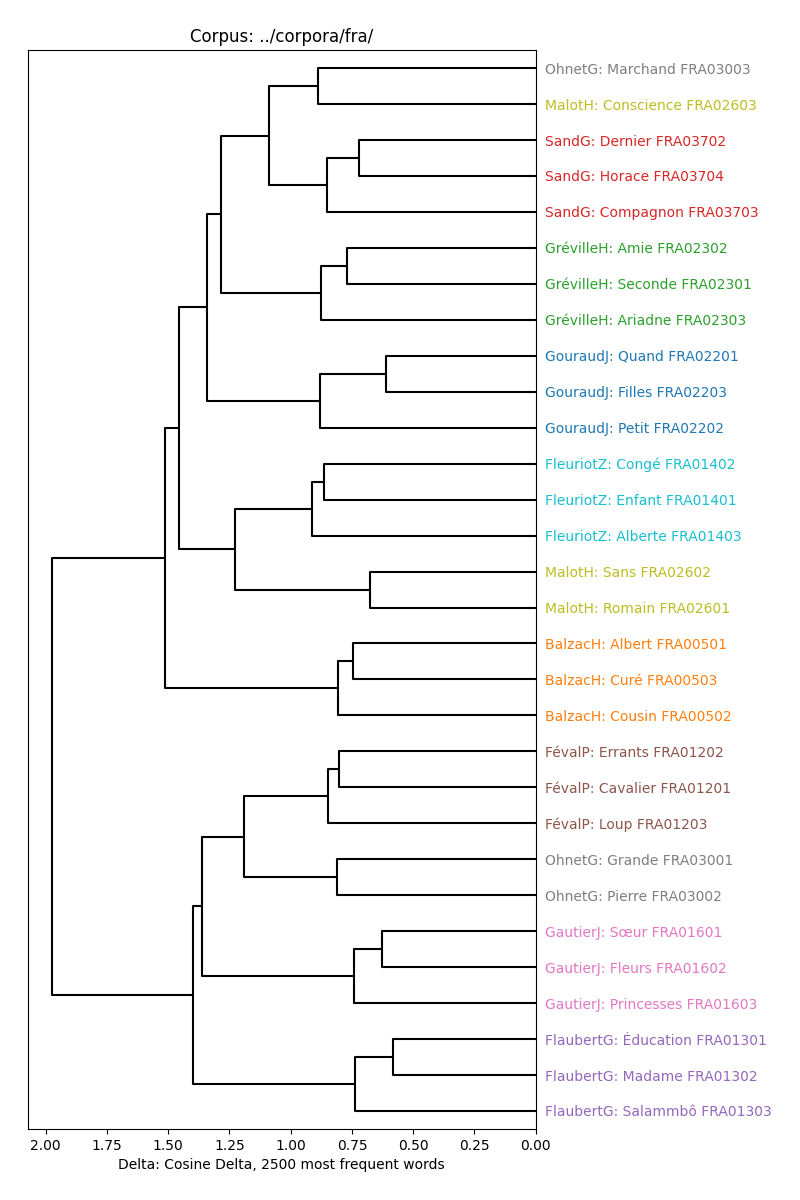 Corpus: ../corpora/fra/
OhnetG: Marchand FRA03003
MalotH: Conscience FRA02603
SandG: Dernier FRA03702
SandG: Horace FRA03704
SandG: Compagnon FRA03703
GrévilleH: Amie FRA02302
GrévilleH: Seconde FRA02301
GrévilleH: Ariadne FRA02303
GouraudJ: Quand FRA02201
GouraudJ: Filles FRA02203
GouraudJ: Petit FRA02202
FleuriotZ: Congé FRA01402
FleuriotZ: Enfant FRA01401
FleuriotZ: Alberte FRA01403
MalotH: Sans FRA02602
MalotH: Romain FRA02601
BalzacH: Albert FRA00501
BalzacH: Curé FRA00503
BalzacH: Cousin FRA00502
FévalP: Errants FRA01202
FévalP: Cavalier FRA01201
FévalP: Loup FRA01203
OhnetG: Grande FRA03001
OhnetG: Pierre FRA03002
GautierJ: Sœur FRA01601
GautierJ: Fleurs FRA01602
GautierJ: Princesses FRA01603
FlaubertG: Éducation FRA01301
FlaubertG: Madame FRA01302
FlaubertG: Salammbô FRA01303
2.00 1.75 1.50 1.25 1.00 0.75 0.50 0.25 0.00
Delta: Cosine Delta, 2500 most frequent words